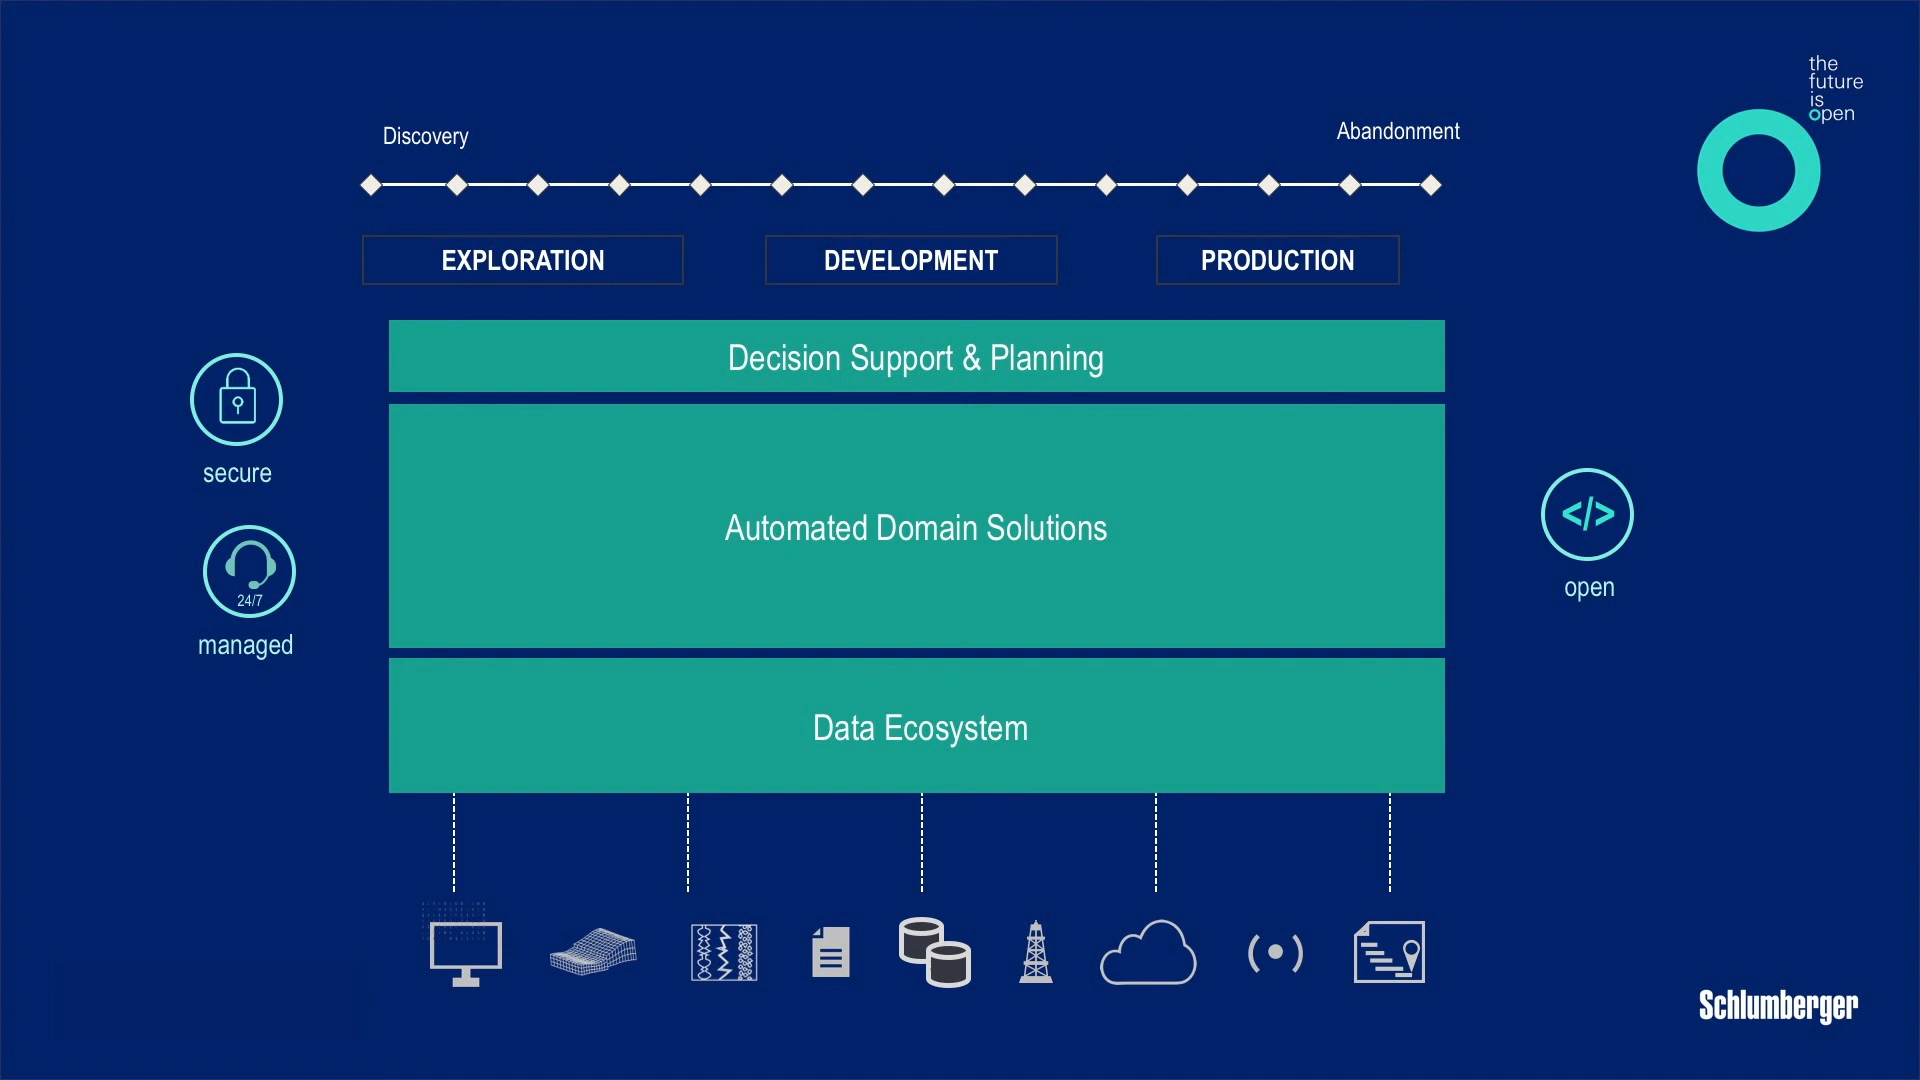 the
future
is
open
Discovery
Abandonment
EXPLORATION
DEVELOPMENT
PRODUCTION
Decision Support & Planning
secure
Automated Domain Solutions
</>
open
24/7
managed
Data Ecosystem
Schlumberger